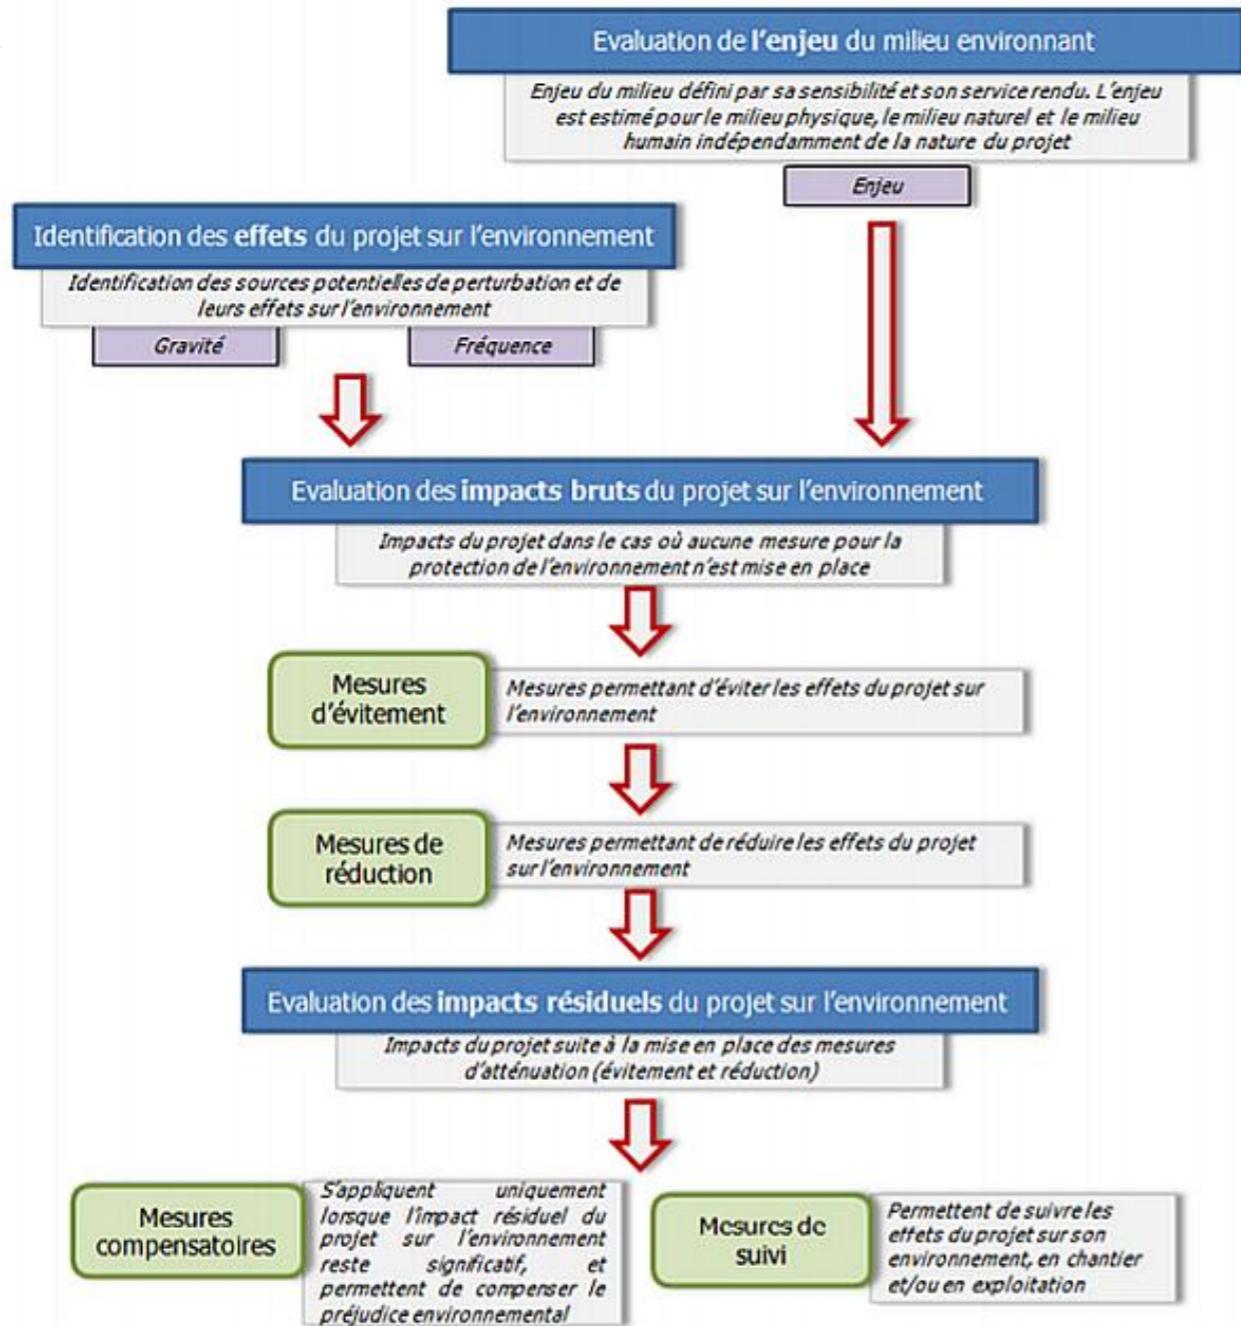 Evaluation de l'enjeu du milieu environnant
Enjeu du milieu défini par sa sensibilité et son service rendu. L'enjeu
est estimé pour le milieu physique, le milieu naturel et le milieu
humain indépendamment de la nature du projet
Enjeu
Identification des effets du projet sur l'environnement
Identification des sources potentielles de perturbation et de
leurs effets sur l'environnement
Gravité
Fréquence
Evaluation des impacts bruts du projet sur l'environnement
Impacts du projet dans le cas où aucune mesure pour la
protection de l'environnement n'est mise en place
Mesures
d'évitement
Mesures permettant d'éviter les effets du projet sur
l'environnement
Mesures de
réduction
Mesures permettant de réduire les effets du projet
sur l'environnement
Evaluation des impacts résiduels du projet sur l'environnement
Impacts du projet suite à la mise en place des mesures
d'atténuation (évitement et réduction)
Mesures
compensatoires
S'appliquent uniquement
lorsque l'impact résiduel du
projet sur l'environnement
reste significatif, et
permettent de compenser le
préjudice environnemental
Mesures de
suivi
Permettent de suivre les
effets du projet sur son
environnement, en chantier
et/ou en exploitation